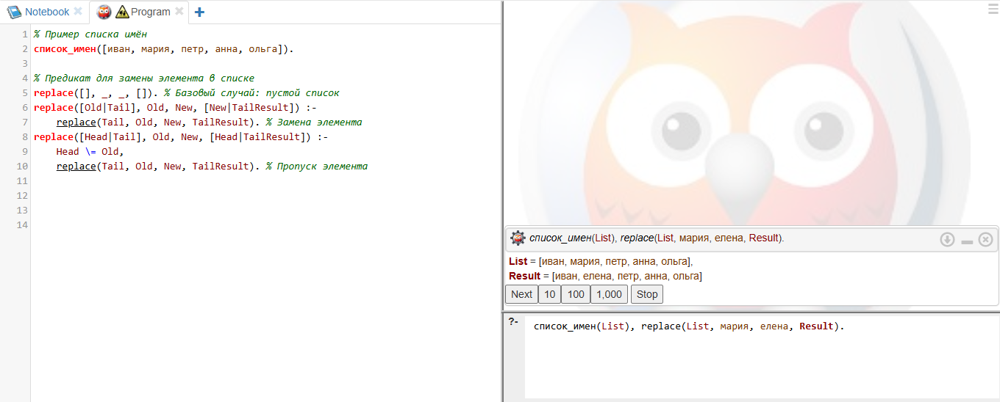 Notebook Program
1 % Пример списка имён
2 список_имен([иван, мария, петр, анна, ольга]).
3
4 % Предикат для замены элемента в списке
5 replace([], _, _, []). % Базовый случай: пустой список
6 replace([Old|Tail], Old, New, [New|TailResult]) :-
7 replace(Tail, Old, New, TailResult). % Замена элемента
8 replace([Head|Tail], Old, New, [Head|TailResult]) :-
9 Head \= Old,
10 replace(Tail, Old, New, TailResult). % Пропуск элемента
11
12
13
14
список_имен(List), replace(List, мария, елена, Result).
List = [иван, мария, петр, анна, ольга],
Result = [иван, елена, петр, анна, ольга]
Next 10 100 1,000 Stop
?- список_имен(List), replace(List, мария, елена, Result).